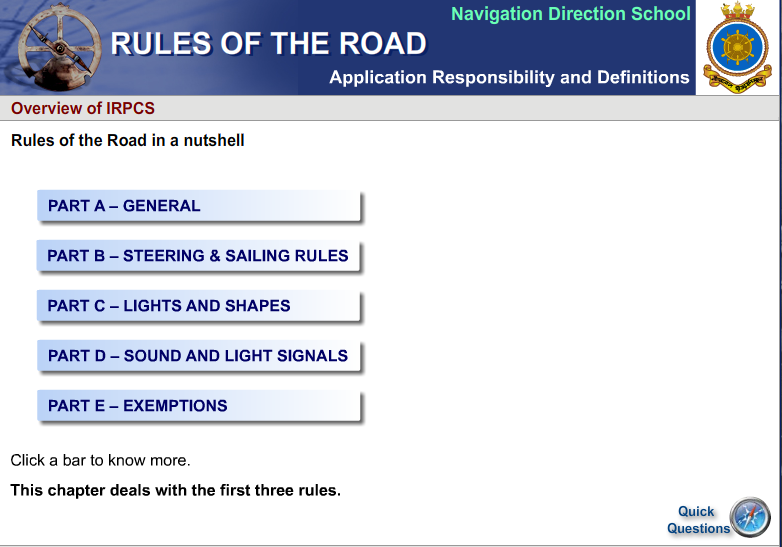 Navigation Direction School
RULES OF THE ROAD
Application Responsibility and Definitions
Overview of IRPCS
Rules of the Road in a nutshell
PART A – GENERAL
PART B – STEERING & SAILING RULES
PART C – LIGHTS AND SHAPES
PART D – SOUND AND LIGHT SIGNALS
PART E – EXEMPTIONS
Click a bar to know more.
This chapter deals with the first three rules.
Quick
Questions